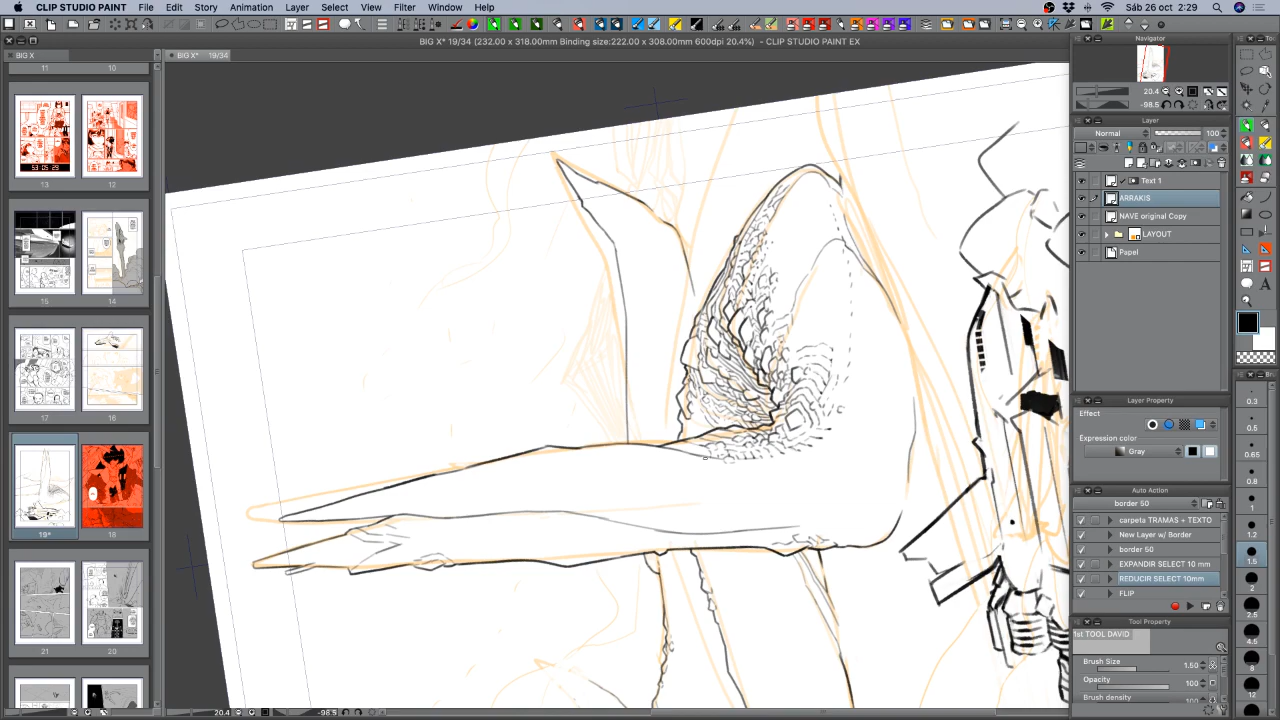 CLIP STUDIO PAINT File Edit Story Animation Layer Select View Filter Window Help Sáb 26 oct 2:29
BIG X* 19/34 (232.00 x 318.00mm Binding size:222.00 x 308.00mm 600dpi 20.4%) - CLIP STUDIO PAINT EX
BIG X
BIG X* 19/34
11 10
13 12
15 14
17 16
19* 18
21 20
20.4 -98.5
Navigator
20.4
-98.5
Layer
Normal 100
Text 1
ARRAKIS
NAVE original Copy
LAYOUT
Papel
Layer Property
Effect
Expression color
Gray
Auto Action
border 50
carpeta TRAMAS + TEXTO
New Layer w/ Border
border 50
EXPANDIR SELECT 10 mm
REDUCIR SELECT 10mm
FLIP
Tool Property
1st TOOL DAVID
Brush Size 1.50
Opacity 100
Brush density 100
To
0.3
0.5
0.65
0.8
1
1.5
2
2.5
4.5
8
12